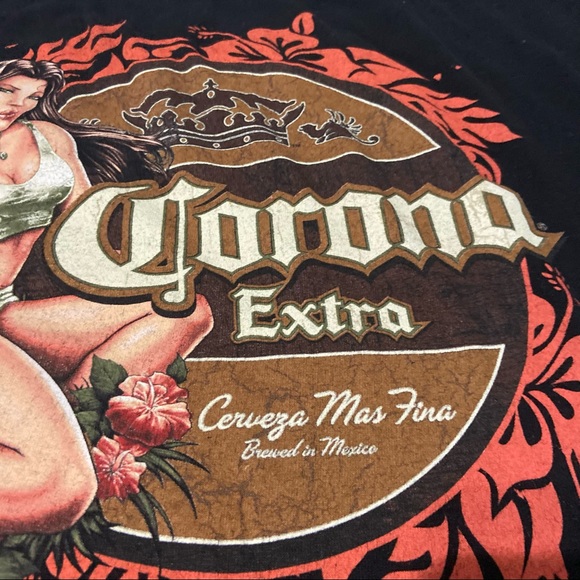 Corona
Extra
Cerveza Mas Fina
Brewed in Mexico